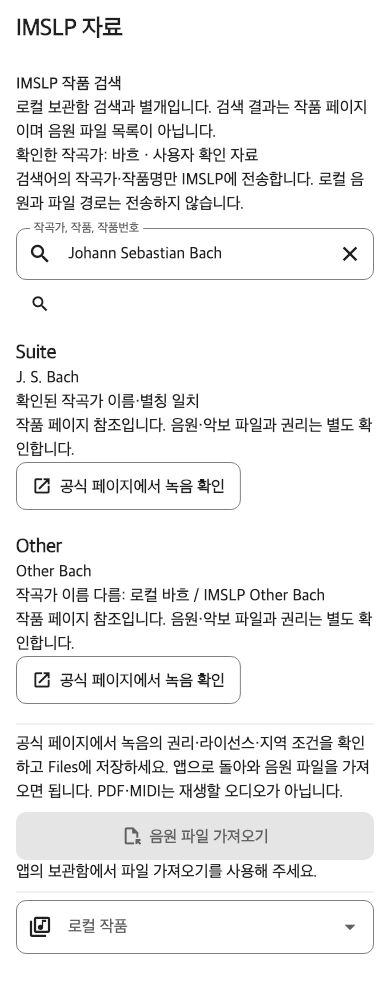 IMSLP 자료
IMSLP 작품 검색
로컬 보관함 검색과 별개입니다. 검색 결과는 작품 페이지
이며 음원 파일 목록이 아닙니다.
확인한 작곡가: 바흐 · 사용자 확인 자료
검색어의 작곡가·작품명만 IMSLP에 전송합니다. 로컬 음
원과 파일 경로는 전송하지 않습니다.
작곡가, 작품, 작품번호
Johann Sebastian Bach
Suite
J. S. Bach
확인된 작곡가 이름·별칭 일치
작품 페이지 참조입니다. 음원·악보 파일과 권리는 별도 확
인합니다.
공식 페이지에서 녹음 확인
Other
Other Bach
작곡가 이름 다름: 로컬 바흐 / IMSLP Other Bach
작품 페이지 참조입니다. 음원·악보 파일과 권리는 별도 확
인합니다.
공식 페이지에서 녹음 확인
공식 페이지에서 녹음의 권리·라이선스·지역 조건을 확인
하고 Files에 저장하세요. 앱으로 돌아와 음원 파일을 가져
오면 됩니다. PDF·MIDI는 재생할 오디오가 아닙니다.
음원 파일 가져오기
앱의 보관함에서 파일 가져오기를 사용해 주세요.
로컬 작품